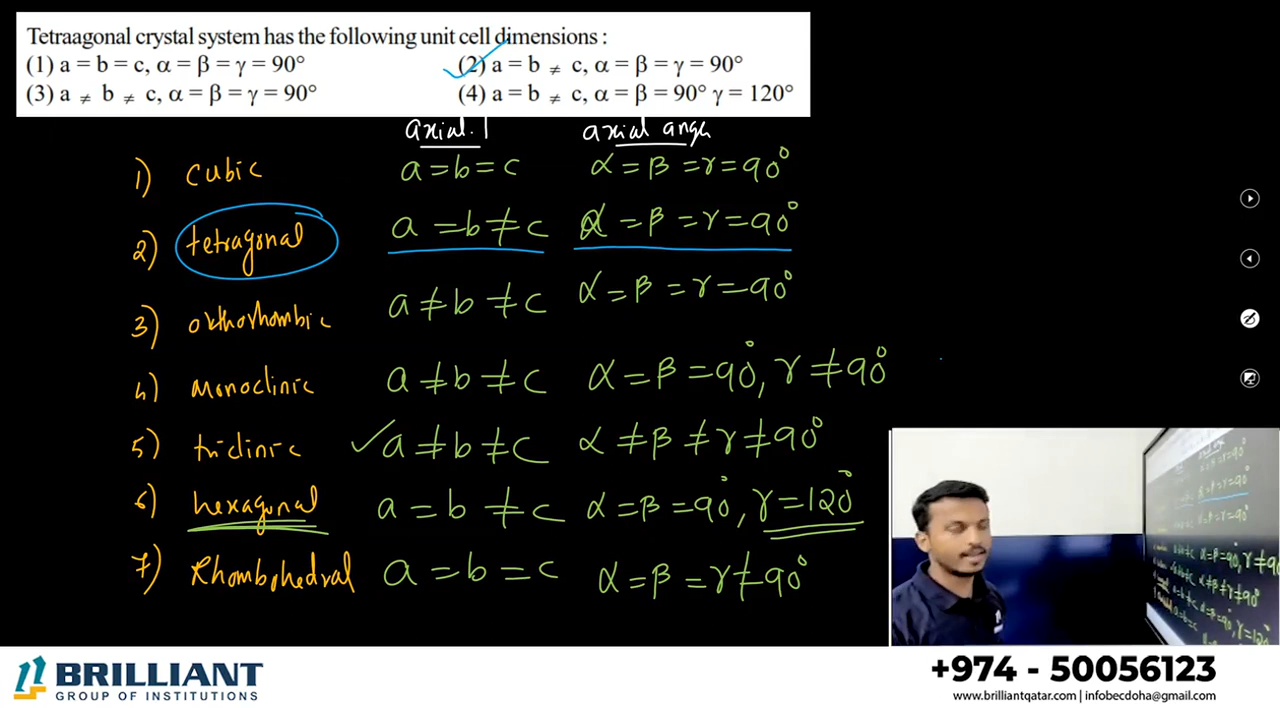 Tetraagonal crystal system has the following unit cell dimensions :
(1) a = b = c, α = β = γ = 90° (2) a = b ≠ c, α = β = γ = 90°
(3) a ≠ b ≠ c, α = β = γ = 90° (4) a = b ≠ c, α = β = 90° γ = 120°
axial. l axial angle
1) cubic a = b = c α = β = γ = 90°
2) tetragonal a = b ≠ c α = β = γ = 90°
3) orthorhombic a ≠ b ≠ c α = β = γ = 90°
4) Monoclinic a ≠ b ≠ c α = β = 90°, γ ≠ 90°
5) triclinic ✓ a ≠ b ≠ c α ≠ β ≠ γ ≠ 90°
6) hexagonal a = b ≠ c α = β = 90°, γ = 120°
7) Rhombohedral a = b = c α = β = γ ≠ 90°
BRILLIANT
GROUP OF INSTITUTIONS
+974 - 50056123
www.brilliantqatar.com | infobecdoha@gmail.com